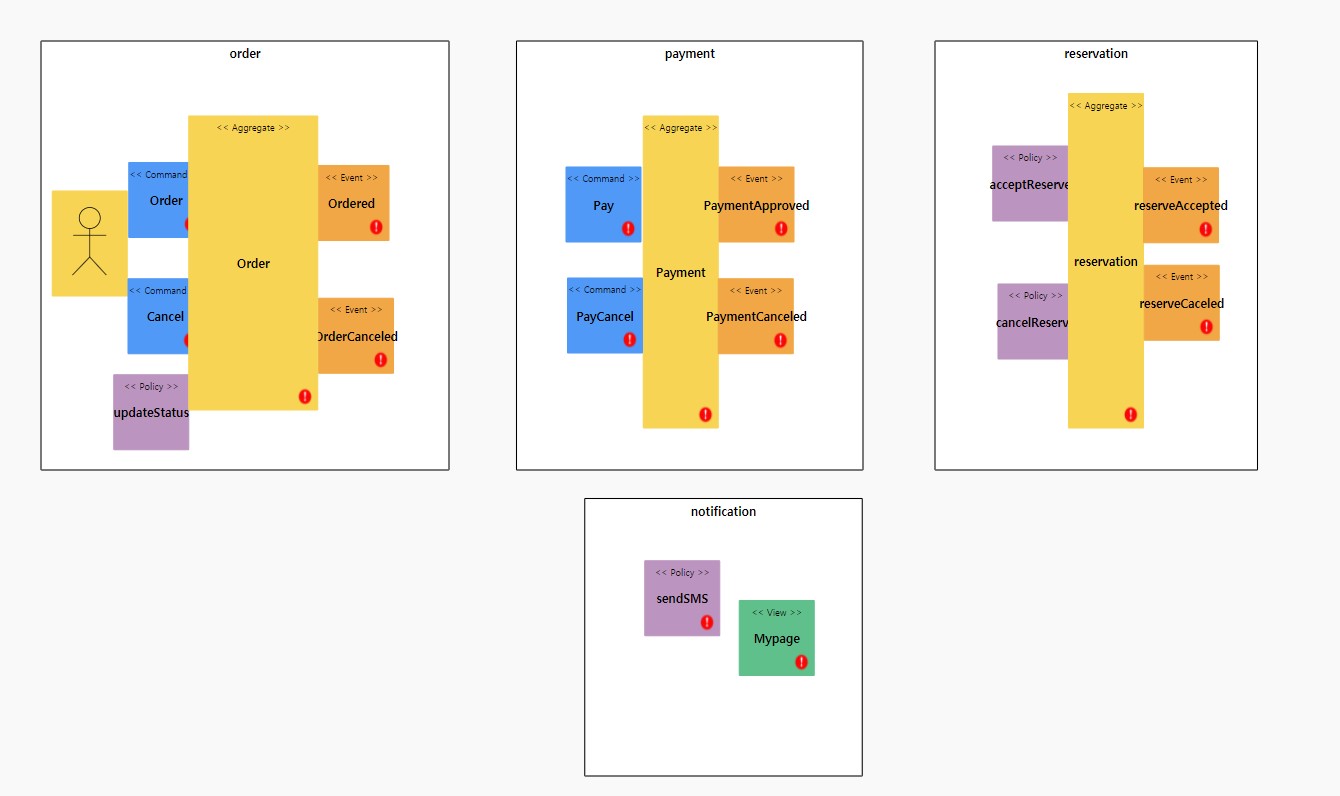 order
<< Aggregate >>
Order
<< Command
Order
<< Command
Cancel
<< Policy >>
updateStatus
<< Event >>
Ordered
<< Event >>
OrderCanceled
payment
<< Aggregate >>
Payment
<< Command >>
Pay
<< Command >>
PayCancel
<< Event >>
PaymentApproved
<< Event >>
PaymentCanceled
reservation
<< Aggregate >>
reservation
<< Policy >>
acceptReserve
<< Policy >>
cancelReserv
<< Event >>
reserveAccepted
<< Event >>
reserveCaceled
notification
<< Policy >>
sendSMS
<< View >>
Mypage